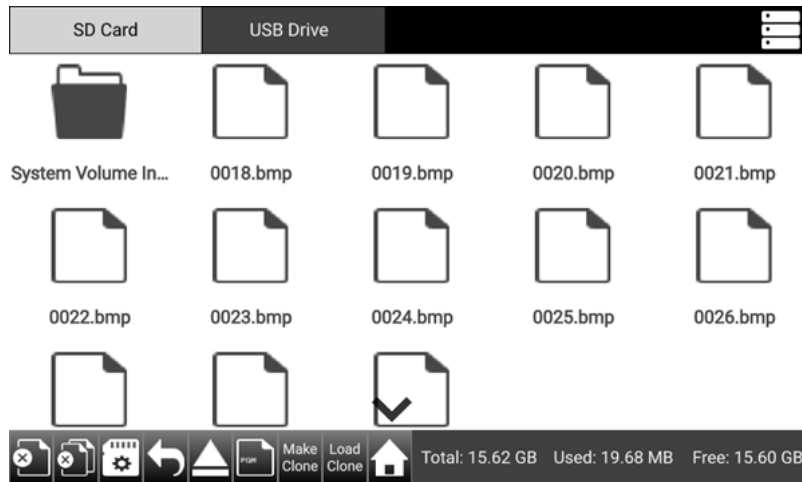 SD Card USB Drive
System Volume In... 0018.bmp 0019.bmp 0020.bmp 0021.bmp
0022.bmp 0023.bmp 0024.bmp 0025.bmp 0026.bmp
PGM
Make Clone
Load Clone
Total: 15.62 GB Used: 19.68 MB Free: 15.60 GB